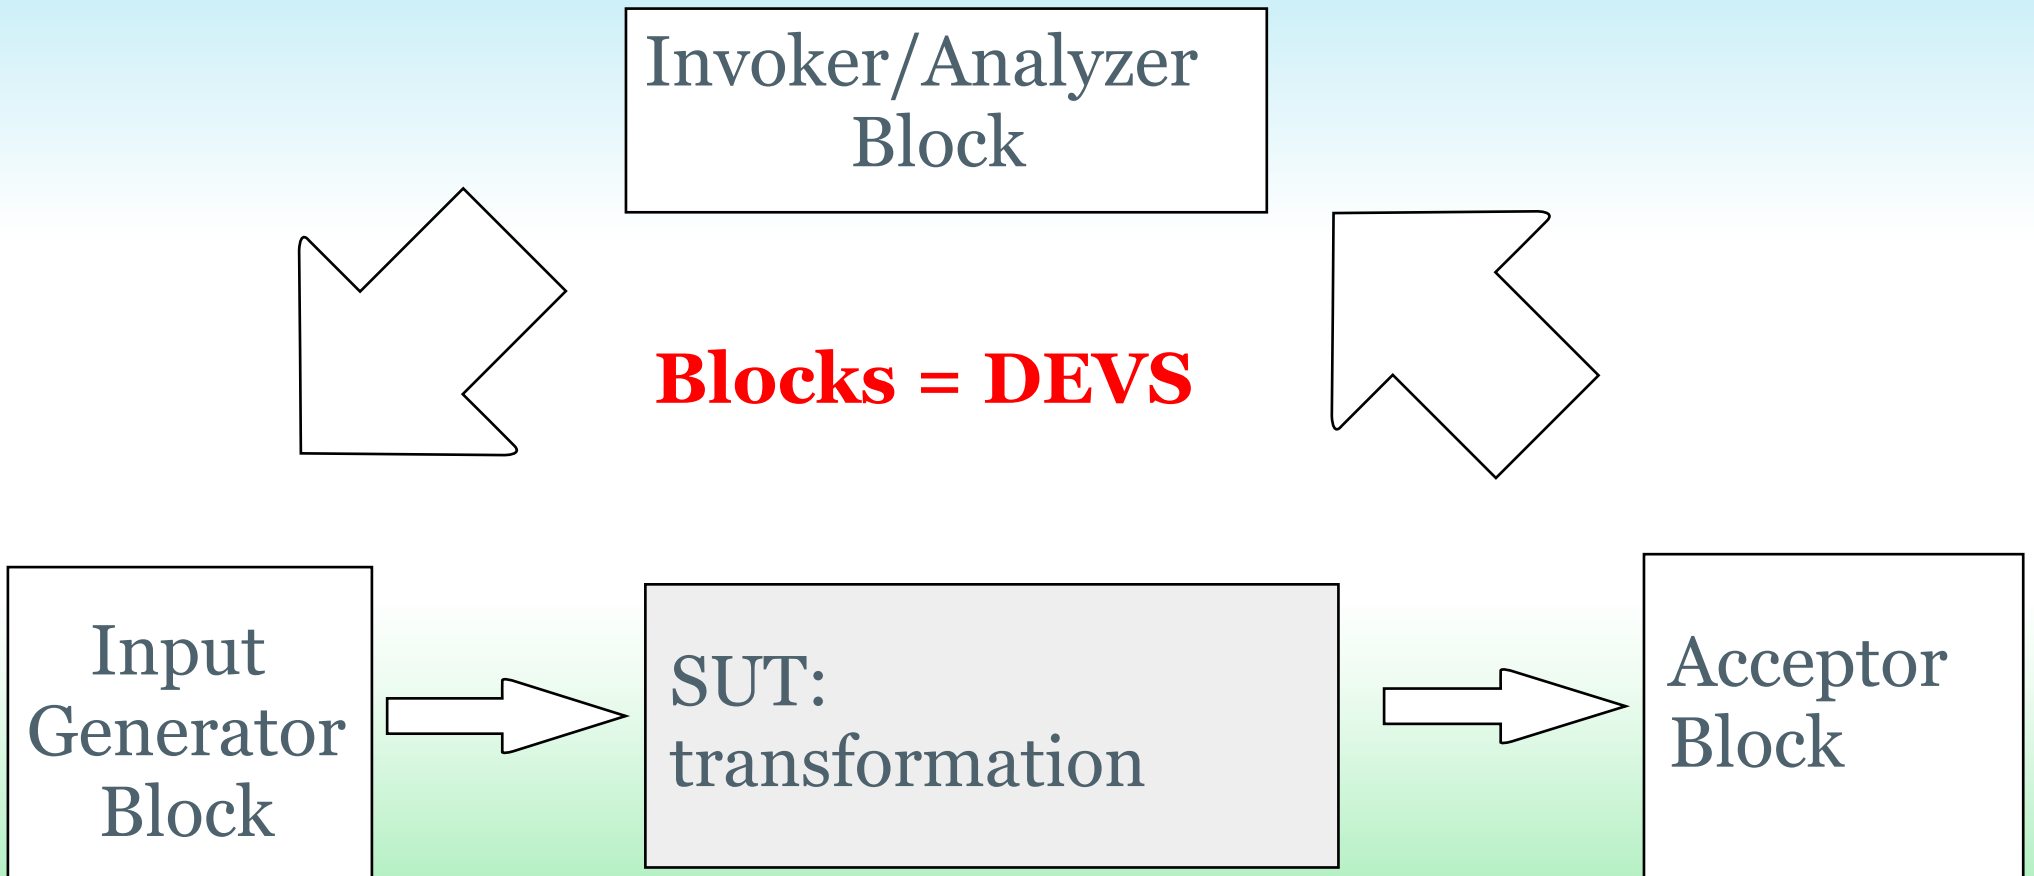 Invoker/Analyzer
Block
Blocks = DEVS
Input
Generator
Block
SUT:
transformation
Acceptor
Block